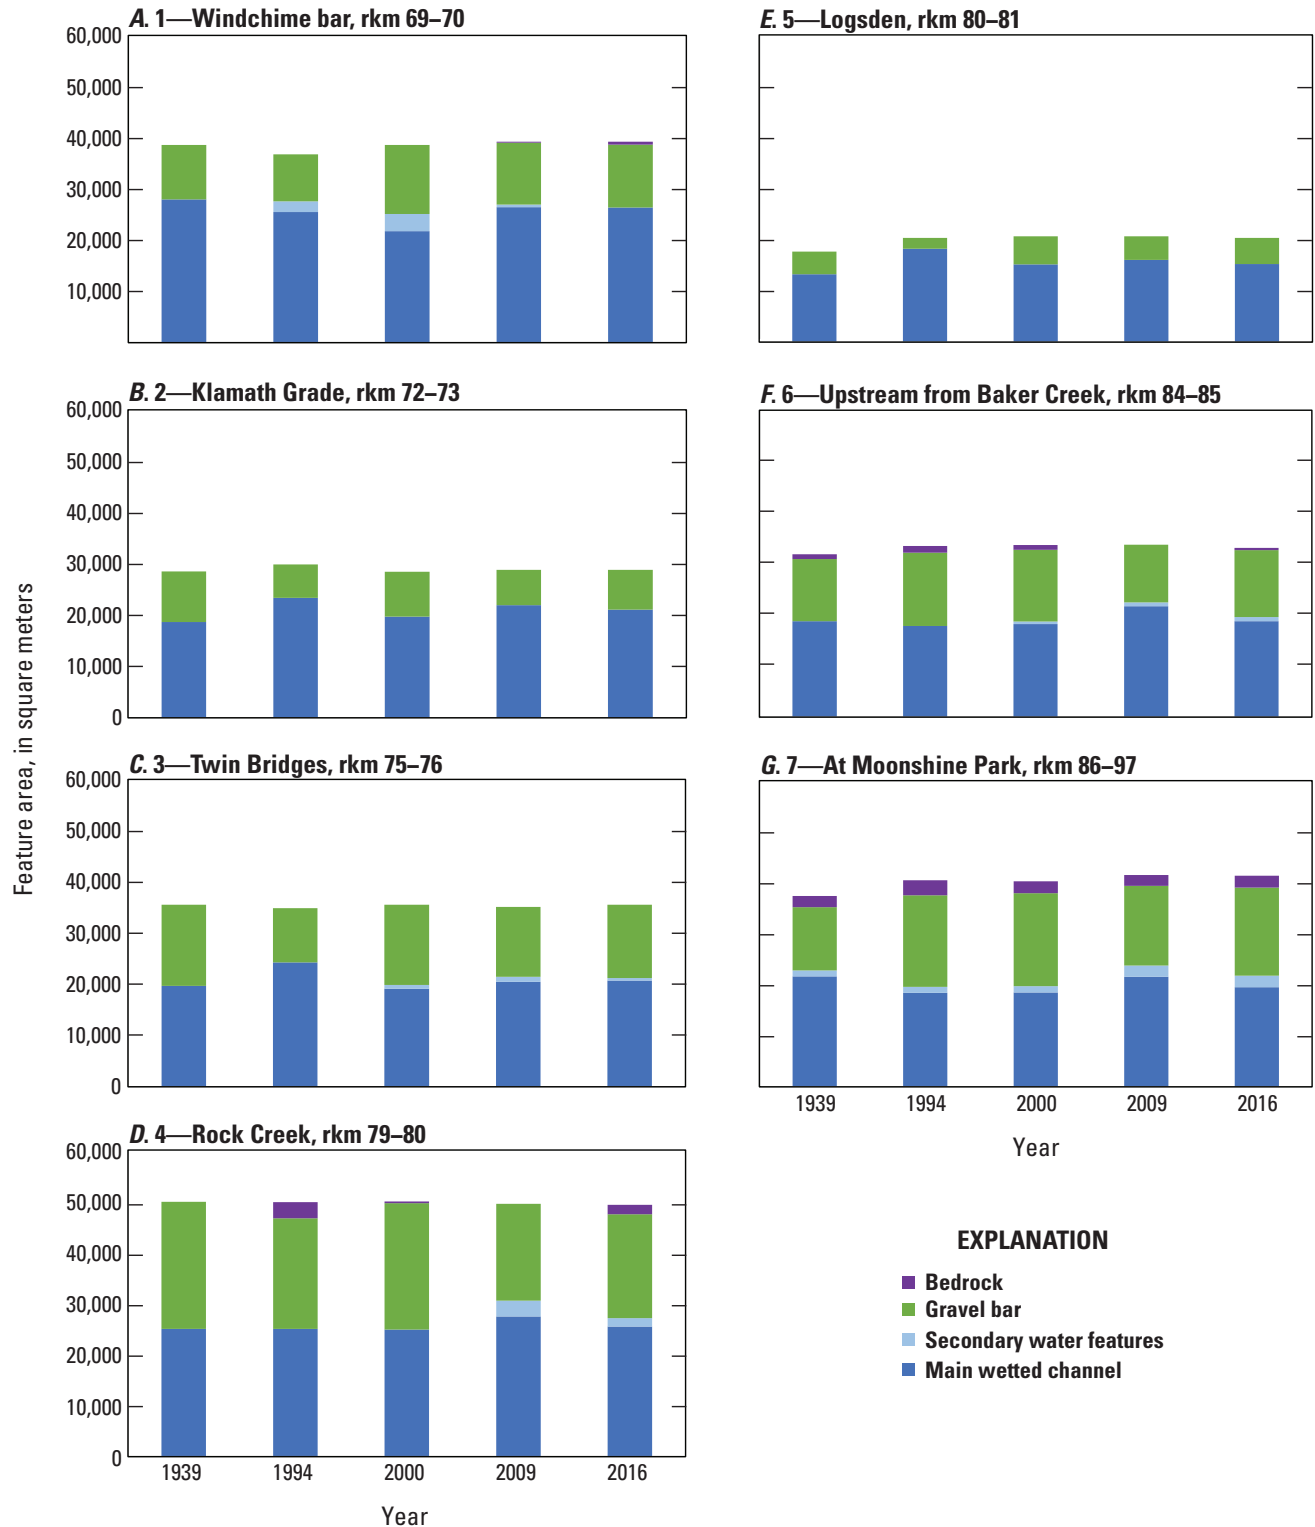 A. 1—Windchime bar, rkm 69–70
60,000
50,000
40,000
30,000
20,000
10,000
B. 2—Klamath Grade, rkm 72–73
60,000
50,000
40,000
30,000
20,000
10,000
0
C. 3—Twin Bridges, rkm 75–76
60,000
50,000
40,000
30,000
20,000
10,000
0
D. 4—Rock Creek, rkm 79–80
60,000
50,000
40,000
30,000
20,000
10,000
0
1939 1994 2000 2009 2016
Year
Feature area, in square meters
E. 5—Logsden, rkm 80–81
F. 6—Upstream from Baker Creek, rkm 84–85
G. 7—At Moonshine Park, rkm 86–97
1939 1994 2000 2009 2016
Year
EXPLANATION
Bedrock
Gravel bar
Secondary water features
Main wetted channel